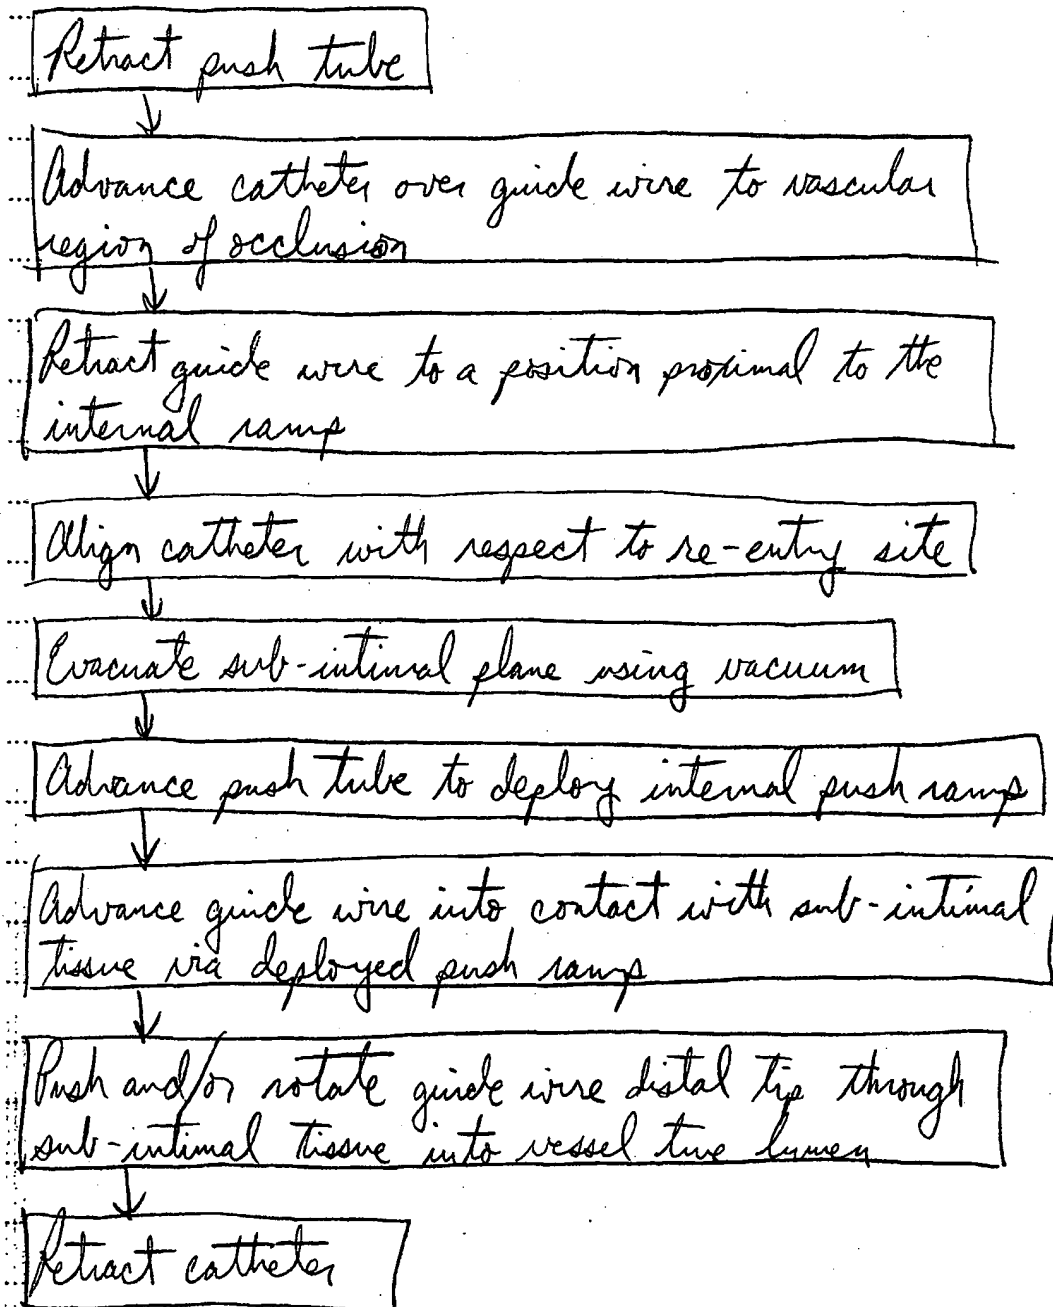 Retract push tube
Advance catheter over guide wire to vascular
region of occlusion
Retract guide wire to a position proximal to the
internal ramp
Align catheter with respect to re-entry site
Evacuate sub-intimal plane using vacuum
Advance push tube to deploy internal push ramp
Advance guide wire into contact with sub-intimal
tissue via deployed push ramp
Push and/or rotate guide wire distal tip through
sub-intimal tissue into vessel true lumen
Retract catheter